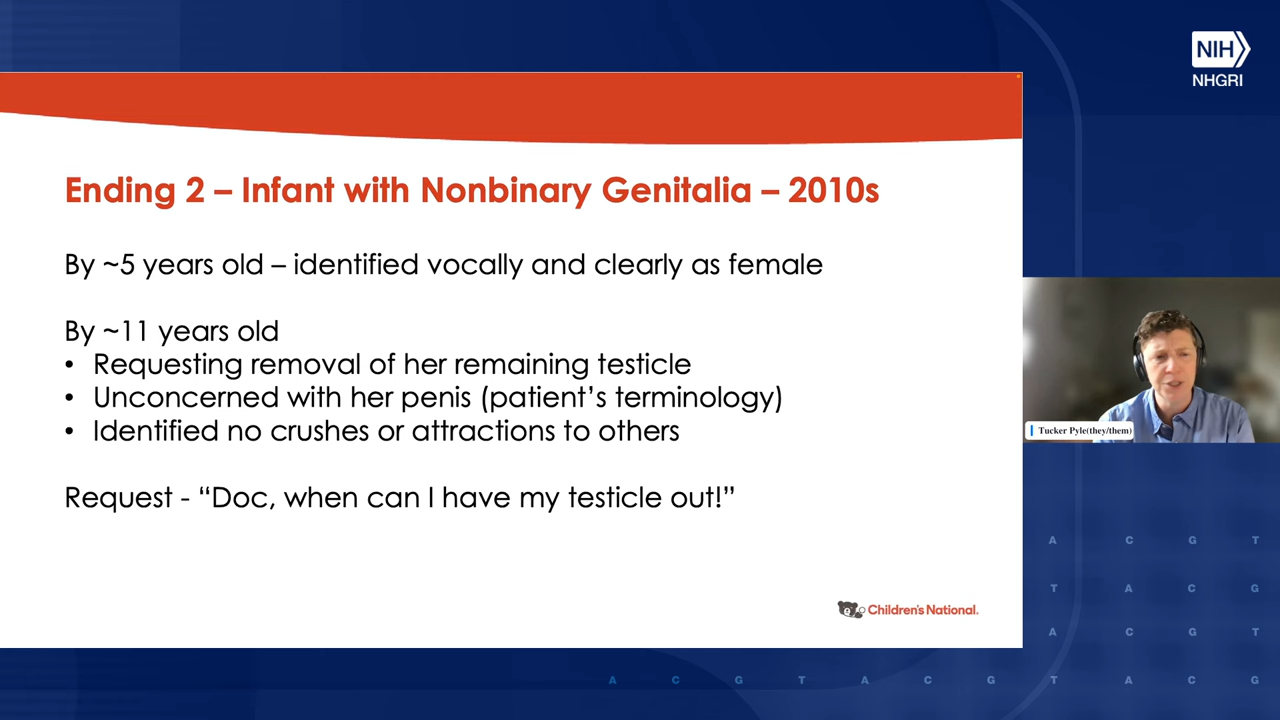 NIH
NHGRI
Ending 2 – Infant with Nonbinary Genitalia – 2010s
By ~5 years old – identified vocally and clearly as female
By ~11 years old
• Requesting removal of her remaining testicle
• Unconcerned with her penis (patient’s terminology)
• Identified no crushes or attractions to others
Request - “Doc, when can I have my testicle out!”
Children's National.
Tucker Pyle(they/them)
A C G T
T A C G
A C G T
A C G T A C G T A C G